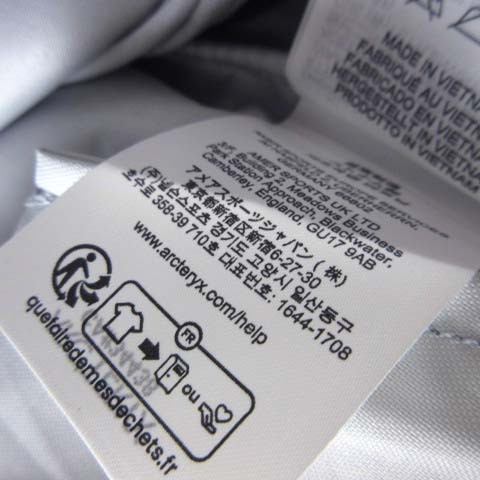 MADE IN VIETNAM
FABRIQUÉ AU VIETNAM
FABRICADO EN VIETNAM
HERGESTELLT IN VIETNAM
PRODOTTO IN VIETNAM
3P, AMER SPORTS UK LTD
Park, Station Approach, Blackwater,
Camberley, England, GU17 9AB
アメアスポーツジャパン（株）
東京都新宿区新宿6-27-30
스포츠 경기도 고양시 일산동구
호수로 358-39 710호 대표번호: 1644-1708
www.arcteryx.com/help
FR
ou
quefairedemesdechets.fr